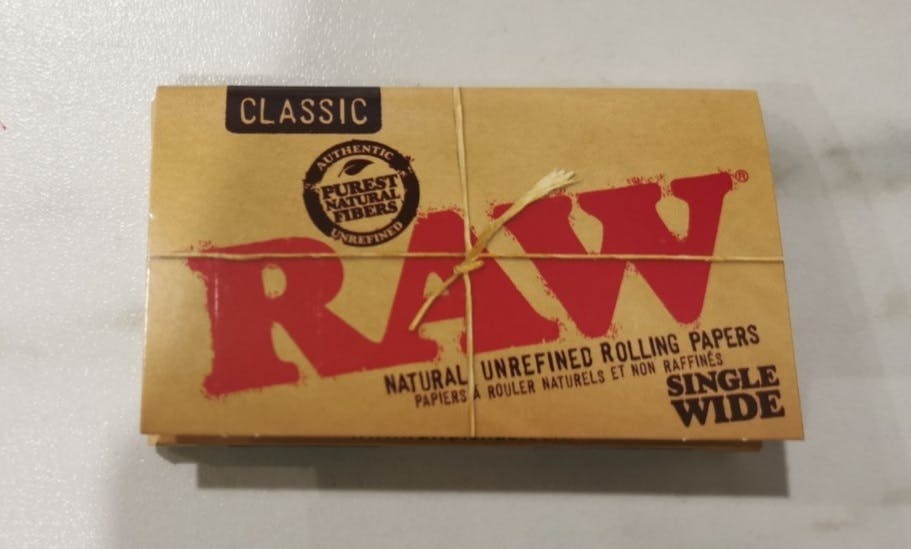 CLASSIC
AUTHENTIC
PUREST
NATURAL
FIBERS
UNREFINED
RAW®
NATURAL UNREFINED ROLLING PAPERS
PAPIERS À ROULER NATURELS ET NON RAFFINÉS
SINGLE
WIDE